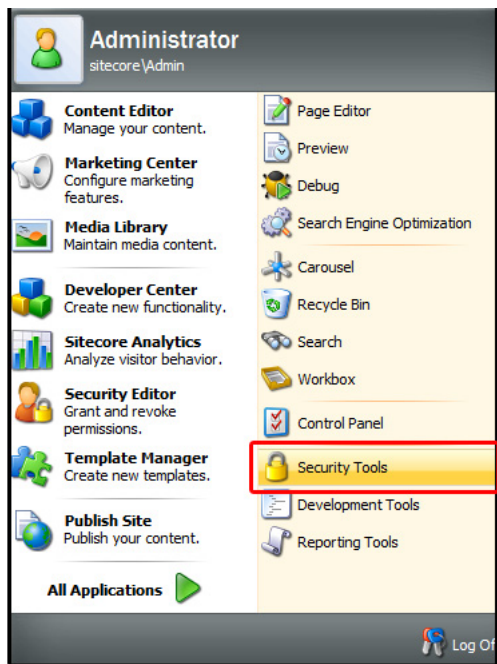 Administrator
sitecore\Admin
Content Editor
Manage your content.
Marketing Center
Configure marketing
features.
Media Library
Maintain media content.
Developer Center
Create new functionality.
Sitecore Analytics
Analyze visitor behavior.
Security Editor
Grant and revoke
permissions.
Template Manager
Create new templates.
Publish Site
Publish your content.
All Applications
Page Editor
Preview
Debug
Search Engine Optimization
Carousel
Recycle Bin
Search
Workbox
Control Panel
Security Tools
Development Tools
Reporting Tools
Log Of